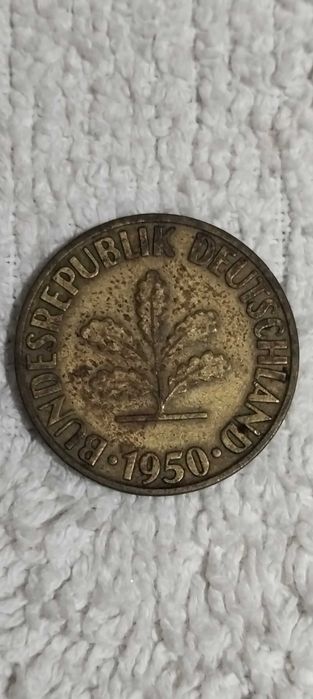 BUNDESREPUBLIK DEUTSCHLAND
· 1950 ·